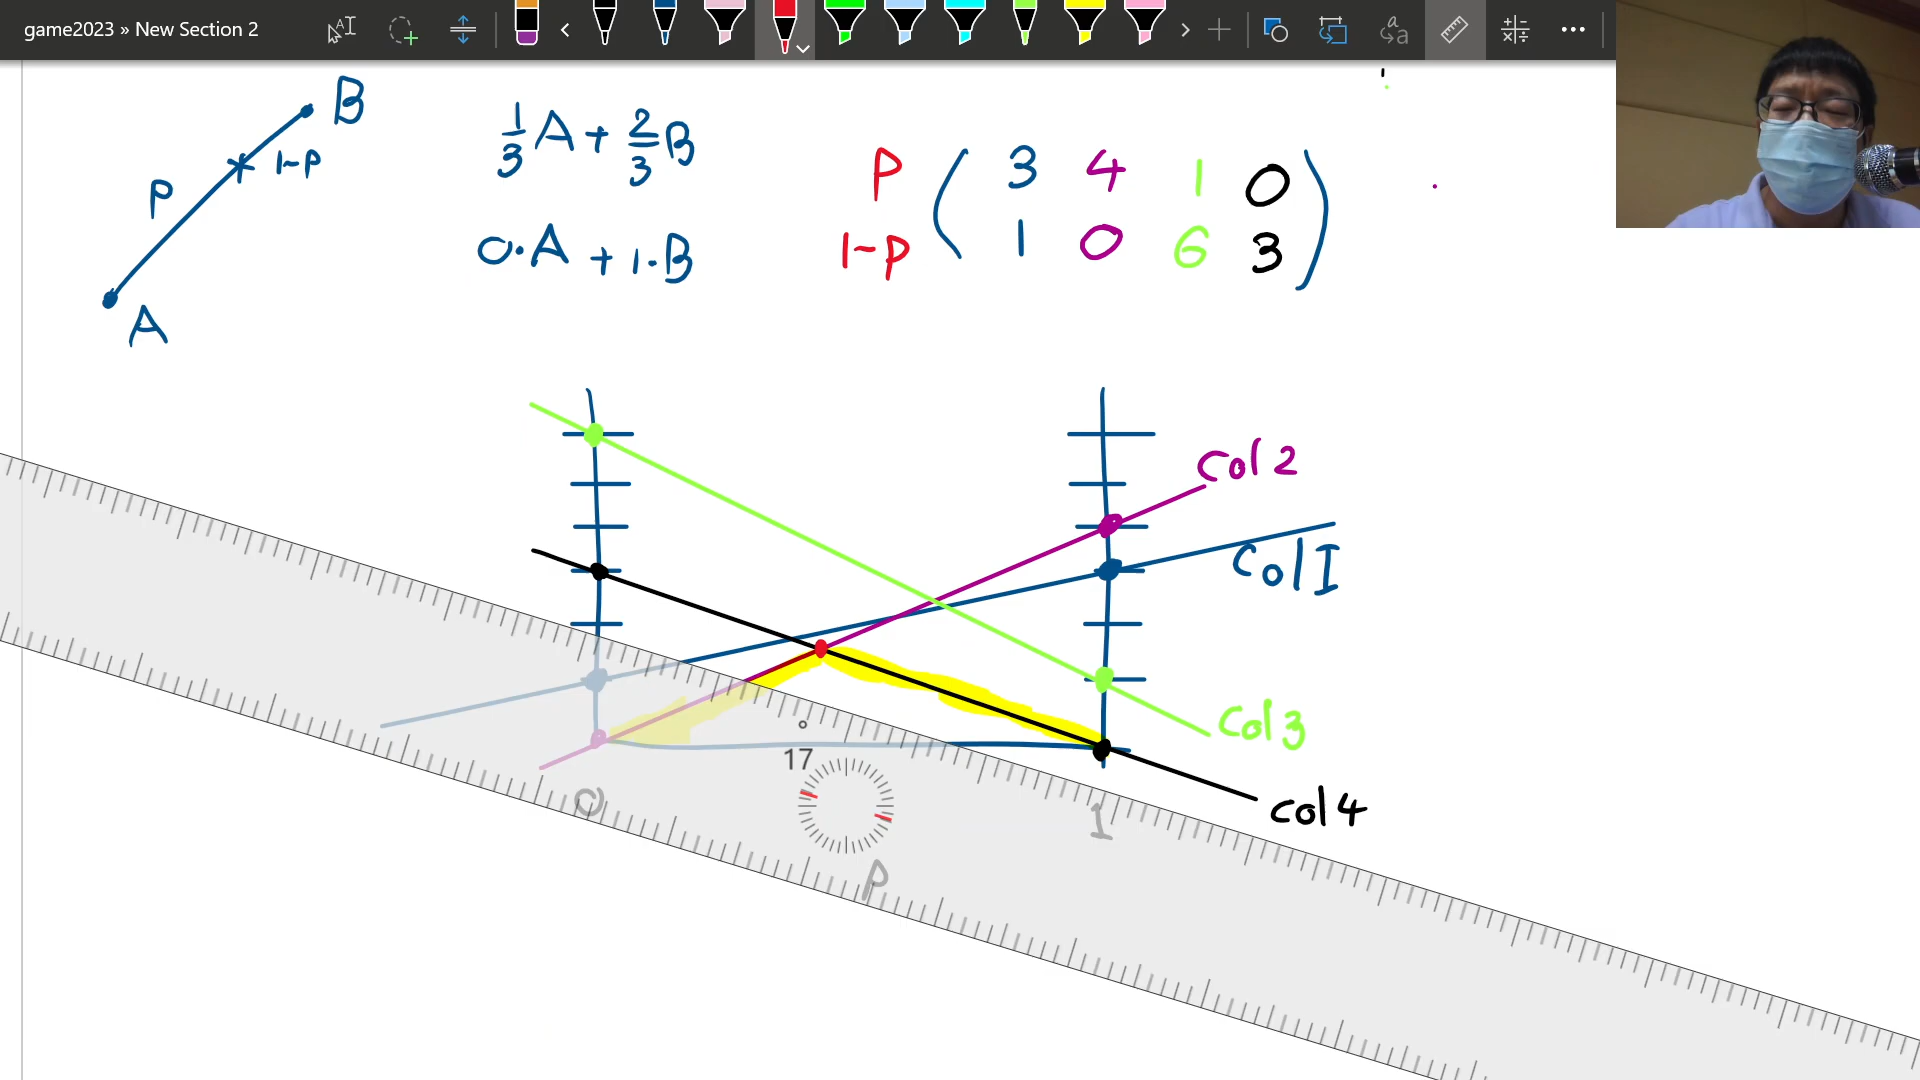 game2023 » New Section 2
B
1/3 A + 2/3 B
P ( 3 4 1 0 )
P
1-P
0·A + 1·B
1-P ( 1 0 6 3 )
A
Col 2
Col I
Col 3
17
0
1
Col 4
P